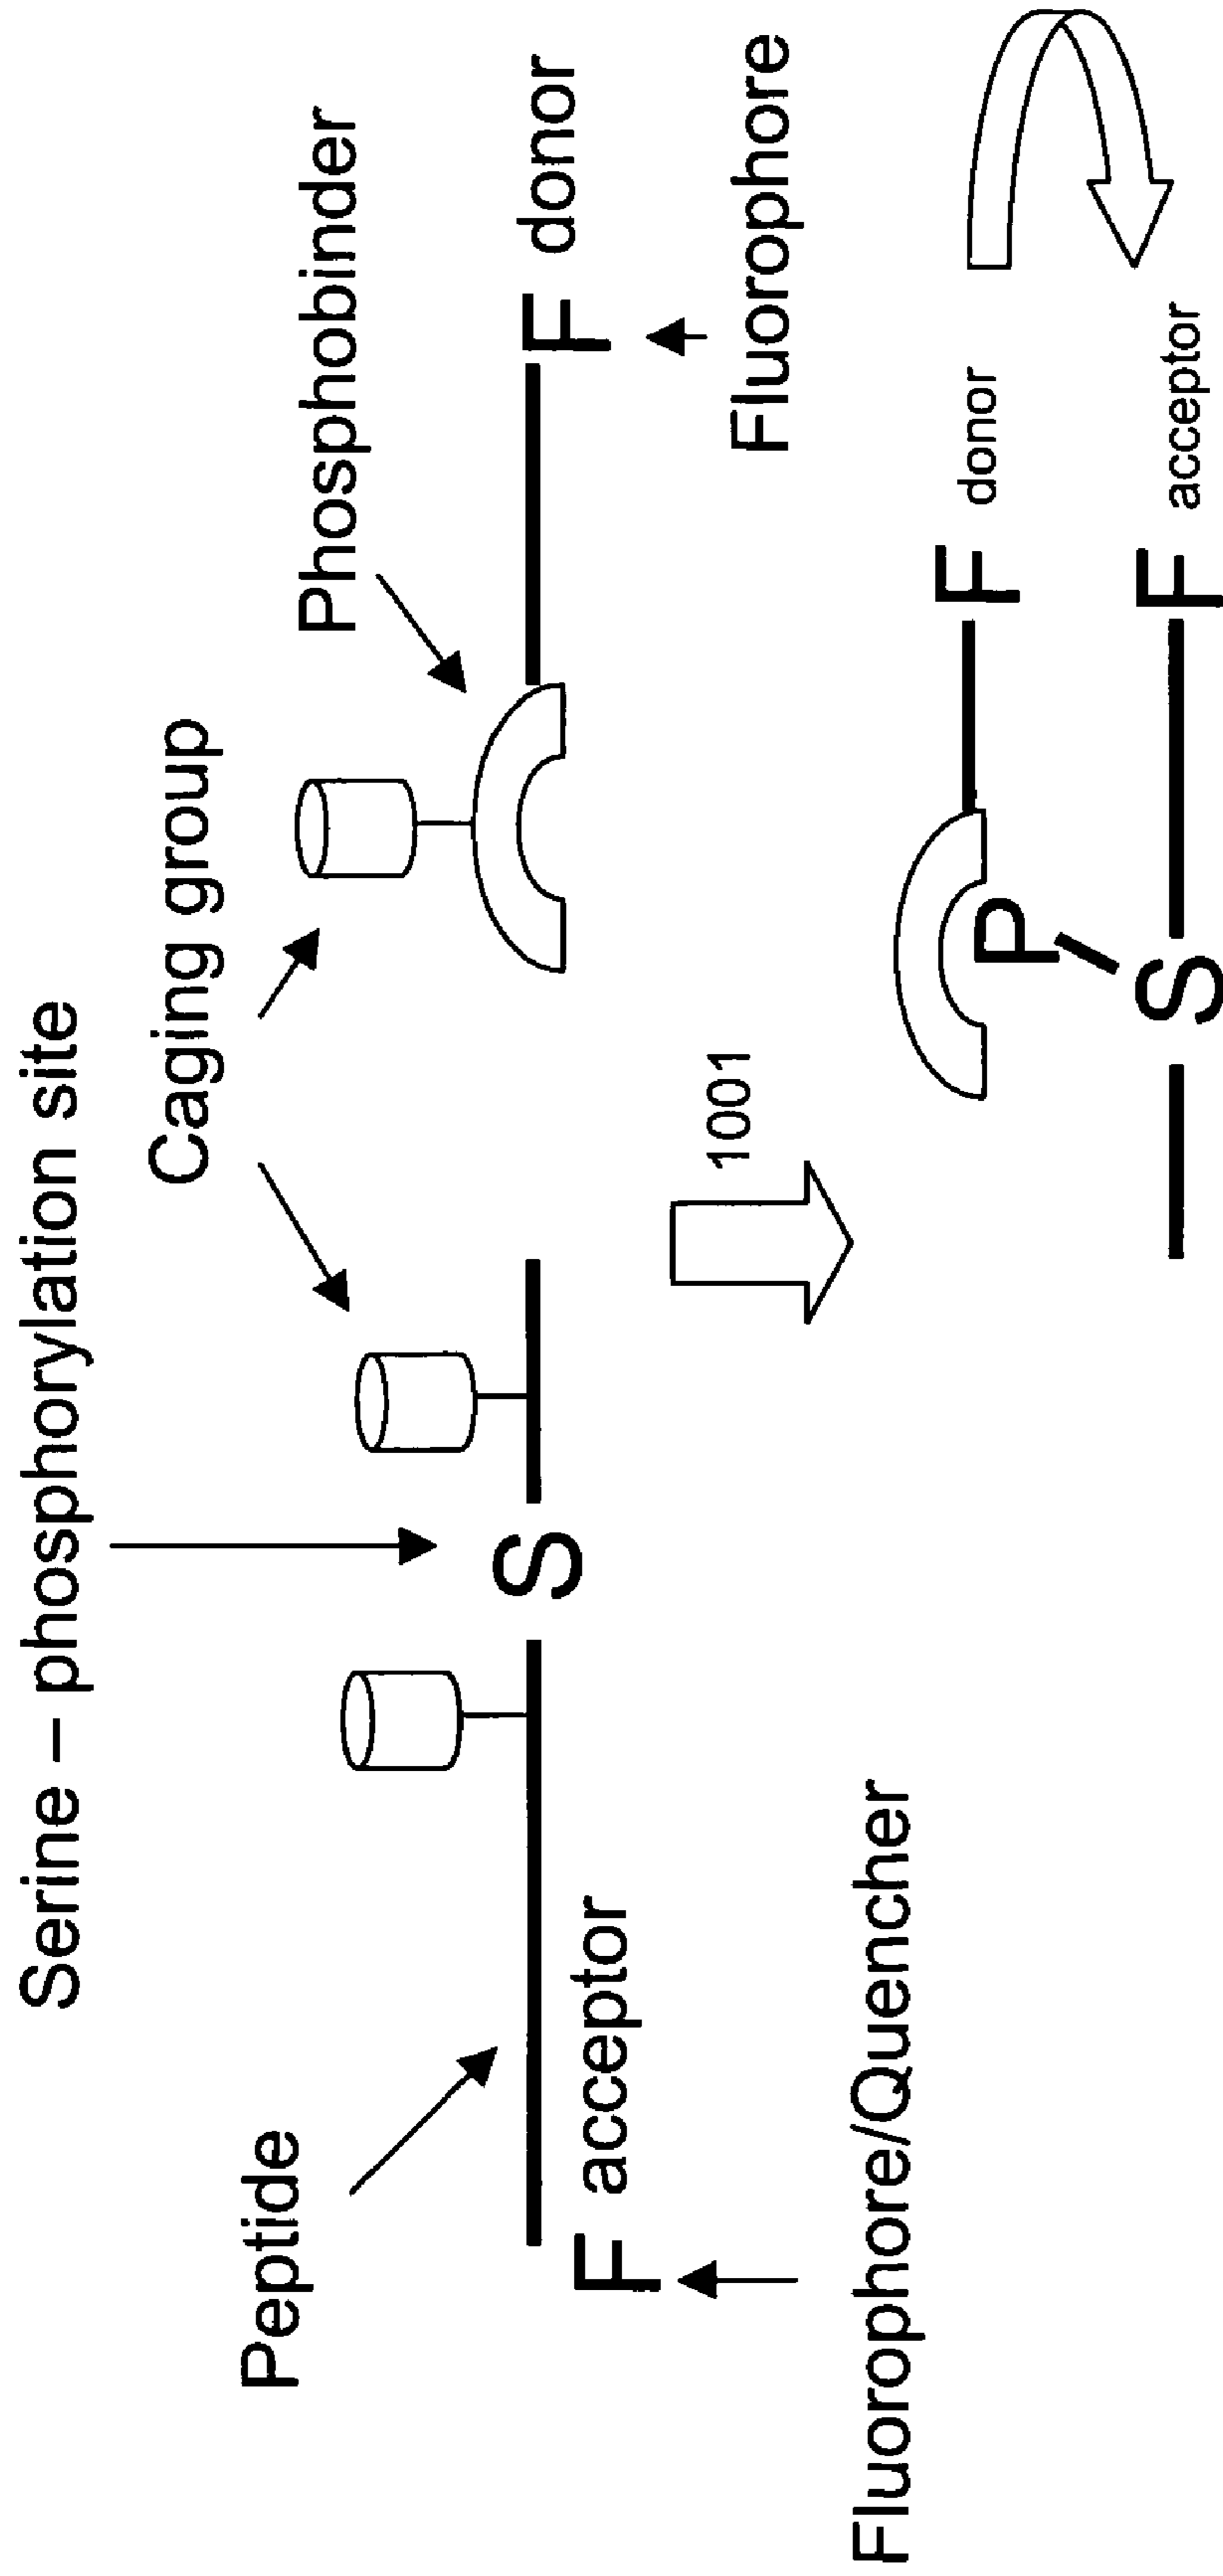 Serine – phosphorylation site
Caging group
Peptide
Phosphobinder
S
F acceptor
F donor
Fluorophore/Quencher
Fluorophore
1001
P
F donor
S
F acceptor